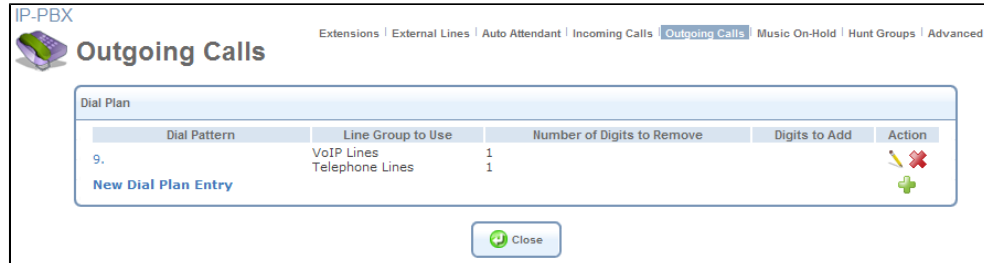 IP-PBX
Extensions | External Lines | Auto Attendant | Incoming Calls | Outgoing Calls | Music On-Hold | Hunt Groups | Advanced
Outgoing Calls
Dial Plan
Dial Pattern Line Group to Use Number of Digits to Remove Digits to Add Action
9. VoIP Lines 1
Telephone Lines 1
New Dial Plan Entry
Close